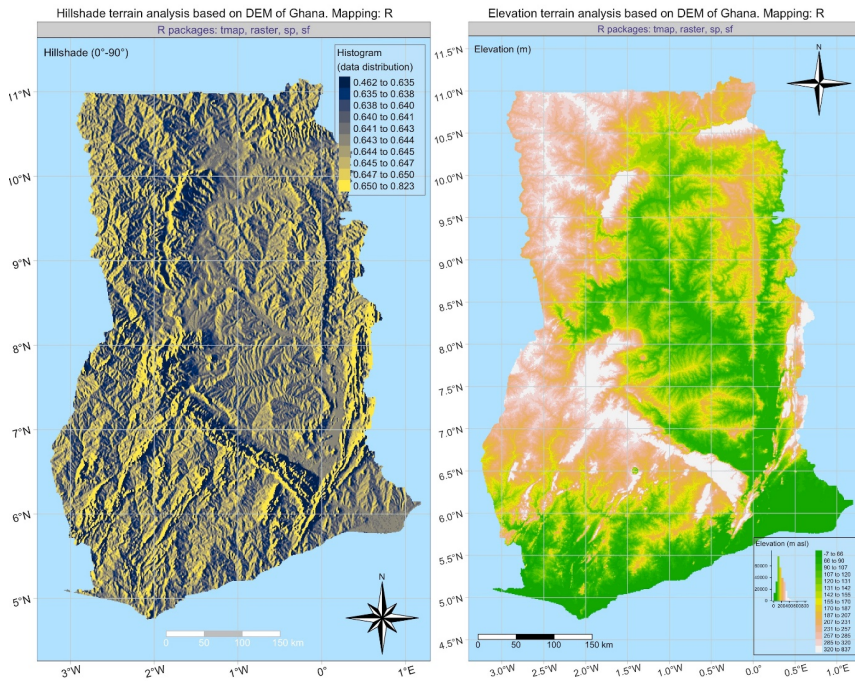 Hillshade terrain analysis based on DEM of Ghana. Mapping: R
R packages: tmap, raster, sp, sf
Hillshade (0°-90°)
Histogram
(data distribution)
0.462 to 0.635
0.635 to 0.638
0.638 to 0.640
0.640 to 0.641
0.641 to 0.643
0.643 to 0.644
0.644 to 0.645
0.645 to 0.647
0.647 to 0.650
0.650 to 0.823
11°N
10°N
9°N
8°N
7°N
6°N
5°N
N
0 50 100 150 km
3°W 2°W 1°W 0° 1°E
Elevation terrain analysis based on DEM of Ghana. Mapping: R
R packages: tmap, raster, sp, sf
Elevation (m)
N
11.5°N
11.0°N
10.5°N
10.0°N
9.5°N
9.0°N
8.5°N
8.0°N
7.5°N
7.0°N
6.5°N
6.0°N
5.5°N
5.0°N
4.5°N
Elevation (m asl)
80000
40000
0
0 200400600800
-7 to 66
66 to 90
90 to 107
107 to 120
120 to 131
131 to 147
142 to 155
155 to 170
170 to 187
187 to 207
207 to 231
231 to 257
257 to 285
285 to 320
320 to 837
0 50 100 150 km
3.0°W 2.5°W 2.0°W 1.5°W 1.0°W 0.5°W 0.0° 0.5°E 1.0°E